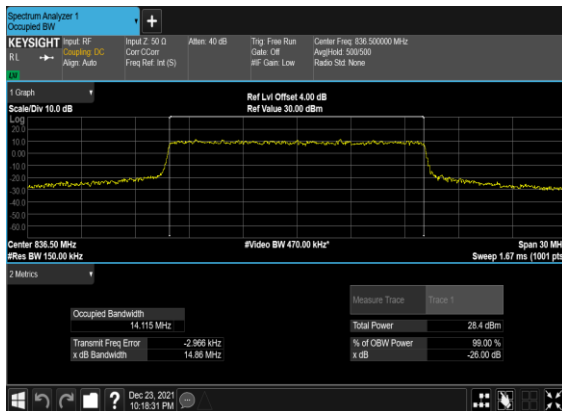 Spectrum Analyzer 1
Occupied BW
KEYSIGHT Input: RF Input Z: 50 Ω Atten: 40 dB Trig: Free Run Center Freq: 836.500000 MHz
RL Coupling: DC Corr CCorr Gate: Off Avg|Hold: 500/500
Align: Auto Freq Ref: Int (S) #IF Gain: Low Radio Std: None
1 Graph
Ref Lvl Offset 4.00 dB
Scale/Div 10.0 dB Ref Value 30.00 dBm
Log
20.0
10.0
0.00
-10.0
-20.0
-30.0
-40.0
-50.0
-60.0
Center 836.50 MHz #Video BW 470.00 kHz* Span 30 MH
#Res BW 150.00 kHz Sweep 1.67 ms (1001 pts
2 Metrics
Measure Trace Trace 1
Occupied Bandwidth
14.115 MHz Total Power 28.4 dBm
Transmit Freq Error -2.966 kHz % of OBW Power 99.00 %
x dB Bandwidth 14.86 MHz x dB -26.00 dB
Dec 23, 2021
10:18:31 PM